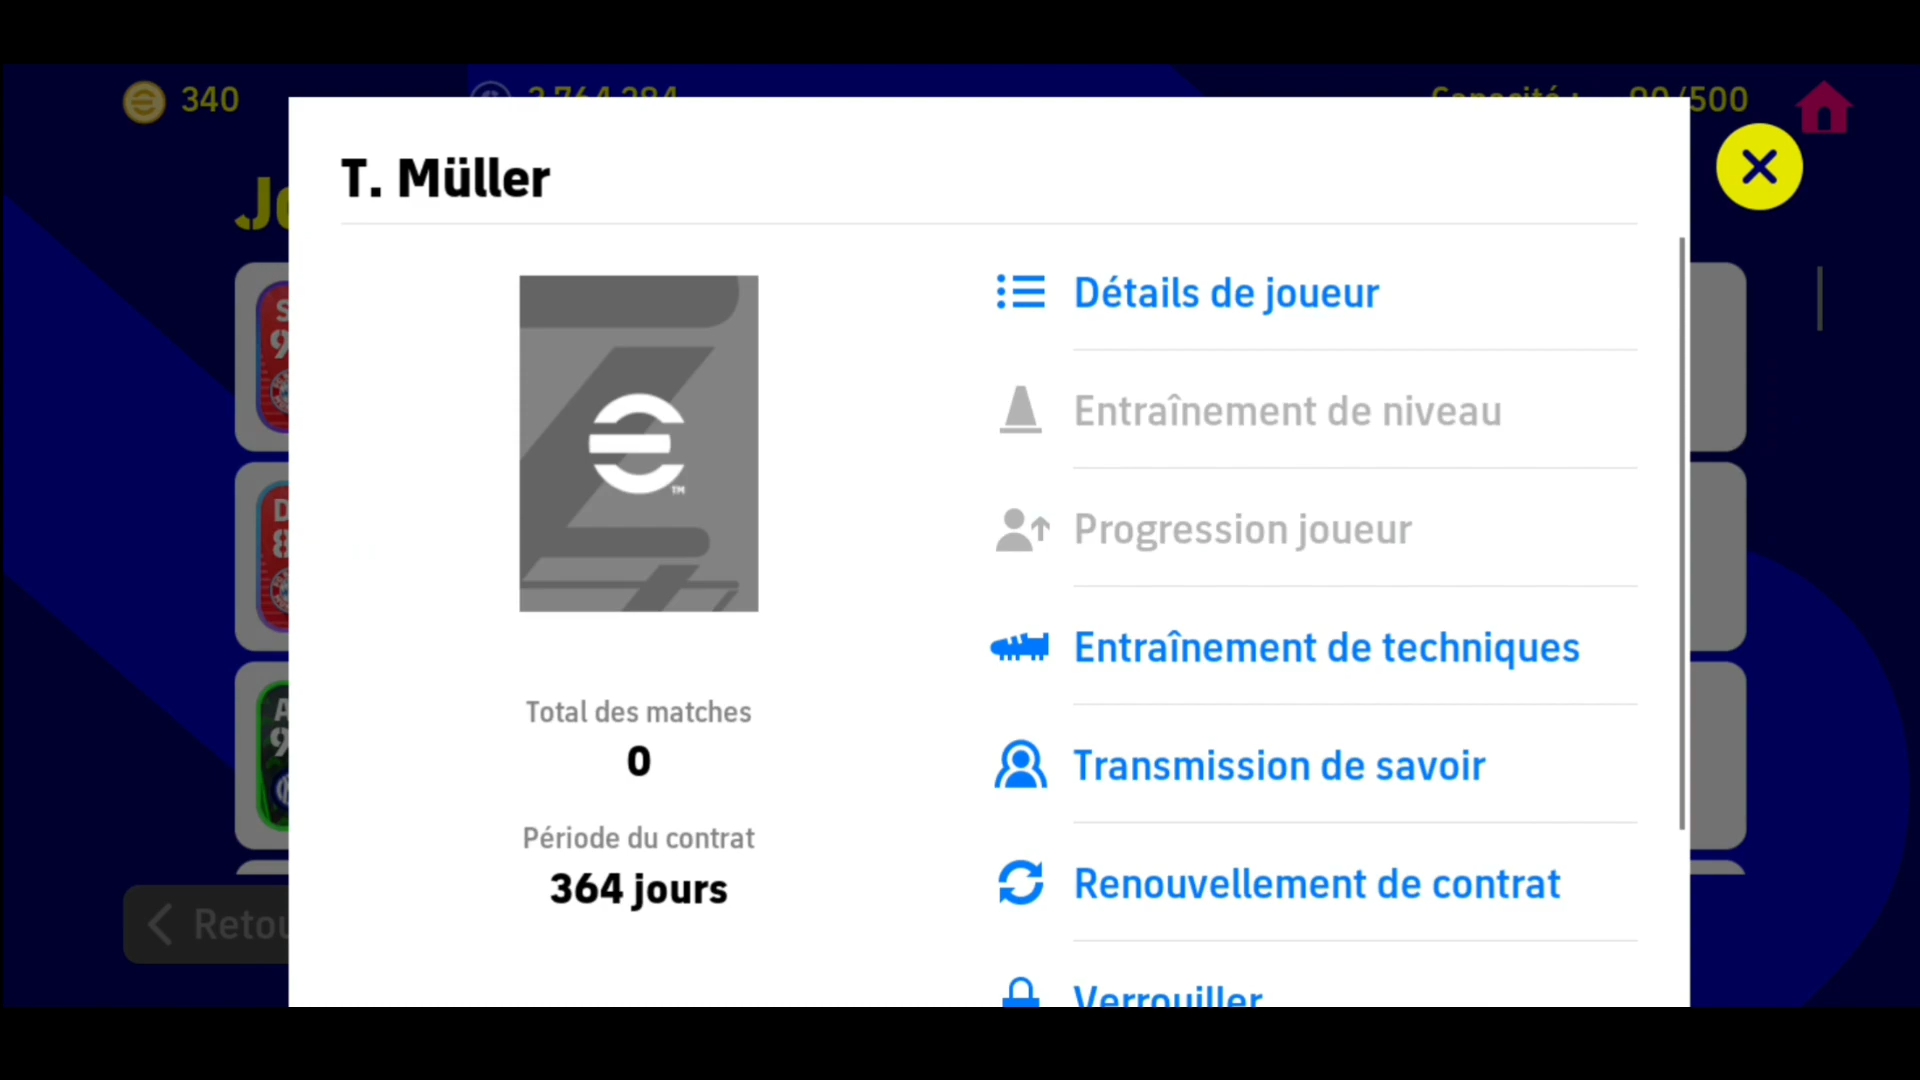 340
T. Müller
Détails de joueur
Entraînement de niveau
Progression joueur
Entraînement de techniques
Transmission de savoir
Renouvellement de contrat
Verrouiller
TM
Total des matches
0
Période du contrat
364 jours